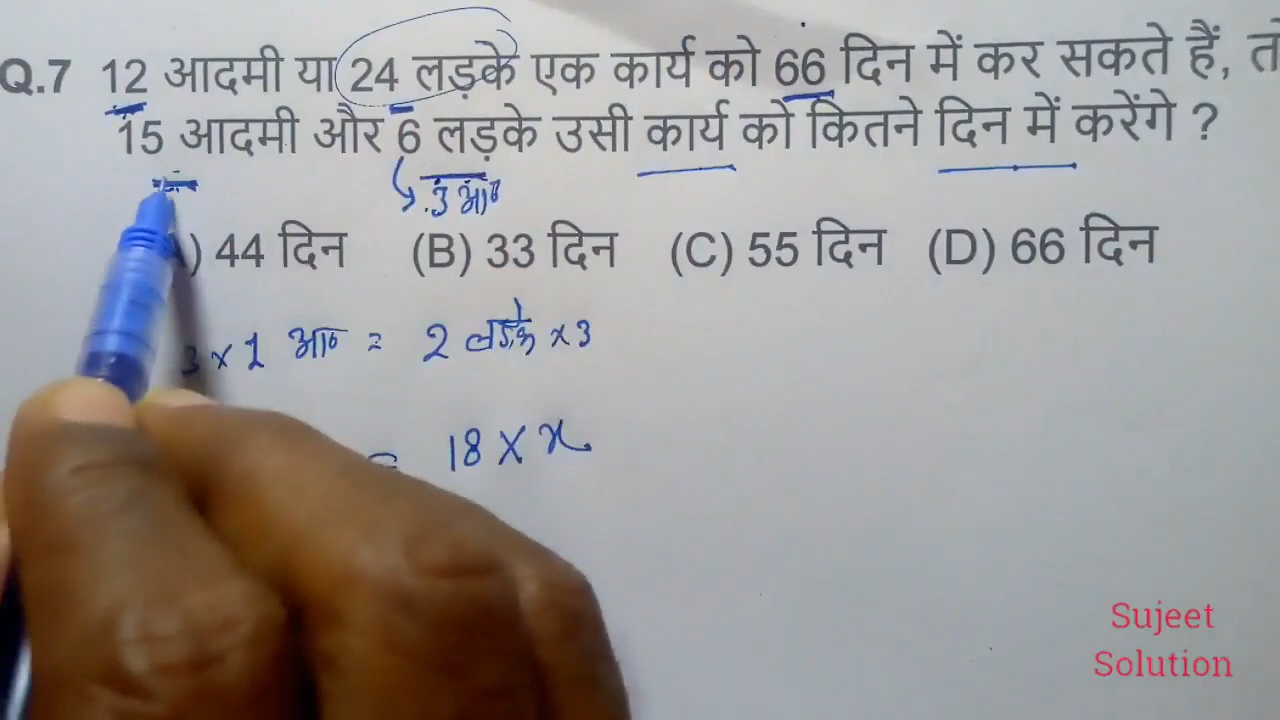 Q.7 12 आदमी या 24 लड़के एक कार्य को 66 दिन में कर सकते हैं, तो
15 आदमी और 6 लड़के उसी कार्य को कितने दिन में करेंगे ?
3 आ॰
) 44 दिन (B) 33 दिन (C) 55 दिन (D) 66 दिन
3 × 1 आ॰ = 2 लड़के × 3
= 18 × x
Sujeet
Solution